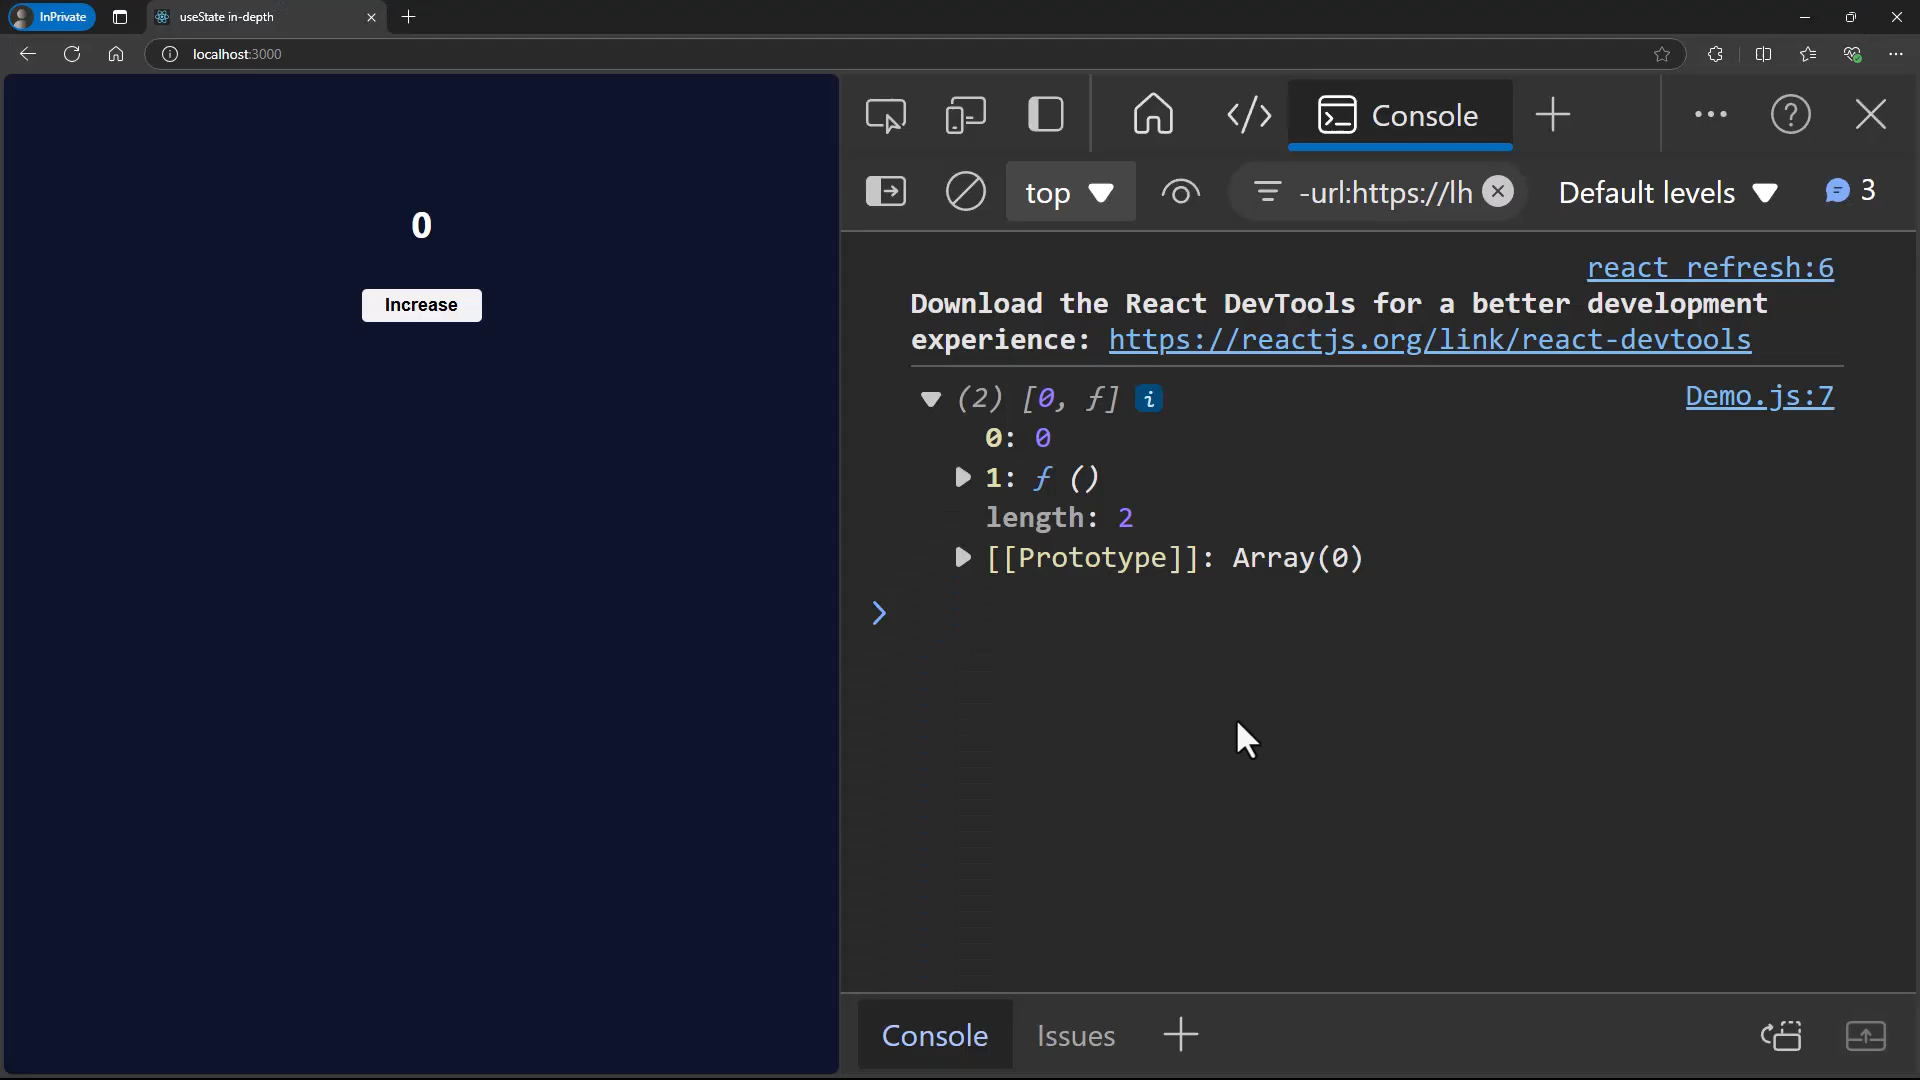 InPrivate
useState in-depth
localhost:3000
0
Increase
Console
top
-url:https://lh
Default levels
3
react refresh:6
Download the React DevTools for a better development
experience: https://reactjs.org/link/react-devtools
(2) [0, ƒ] i
Demo.js:7
0: 0
1: ƒ ()
length: 2
[[Prototype]]: Array(0)
Console
Issues